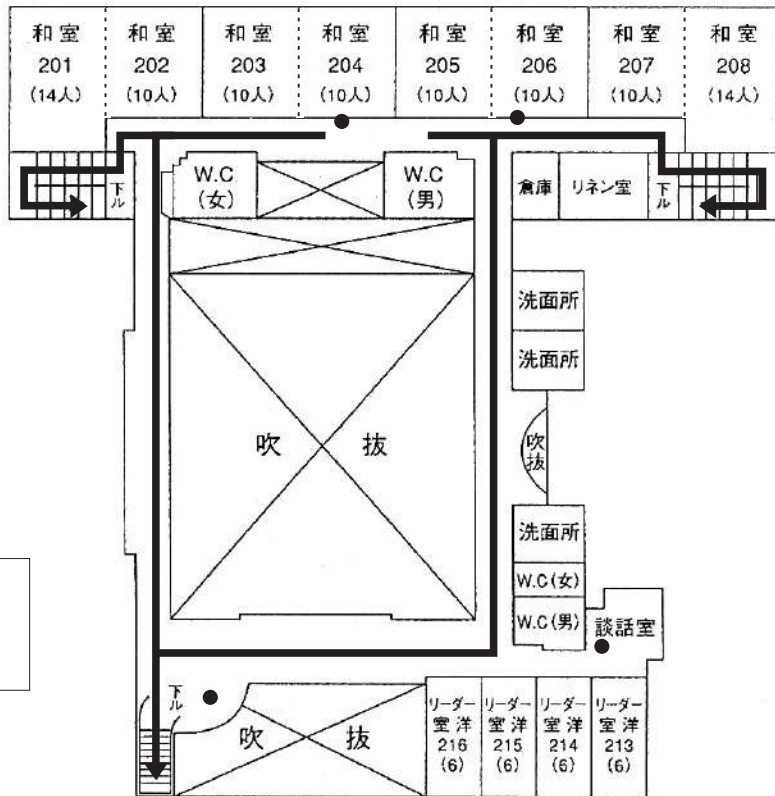 和室
201
(14人)
和室
202
(10人)
和室
203
(10人)
和室
204
(10人)
和室
205
(10人)
和室
206
(10人)
和室
207
(10人)
和室
208
(14人)
下ル
W.C
(女)
W.C
(男)
倉庫
リネン室
下ル
洗面所
洗面所
吹抜
吹抜
洗面所
W.C(女)
W.C(男)
談話室
下ル
吹抜
リーダー
室洋
216
(6)
リーダー
室洋
215
(6)
リーダー
室洋
214
(6)
リーダー
室洋
213
(6)